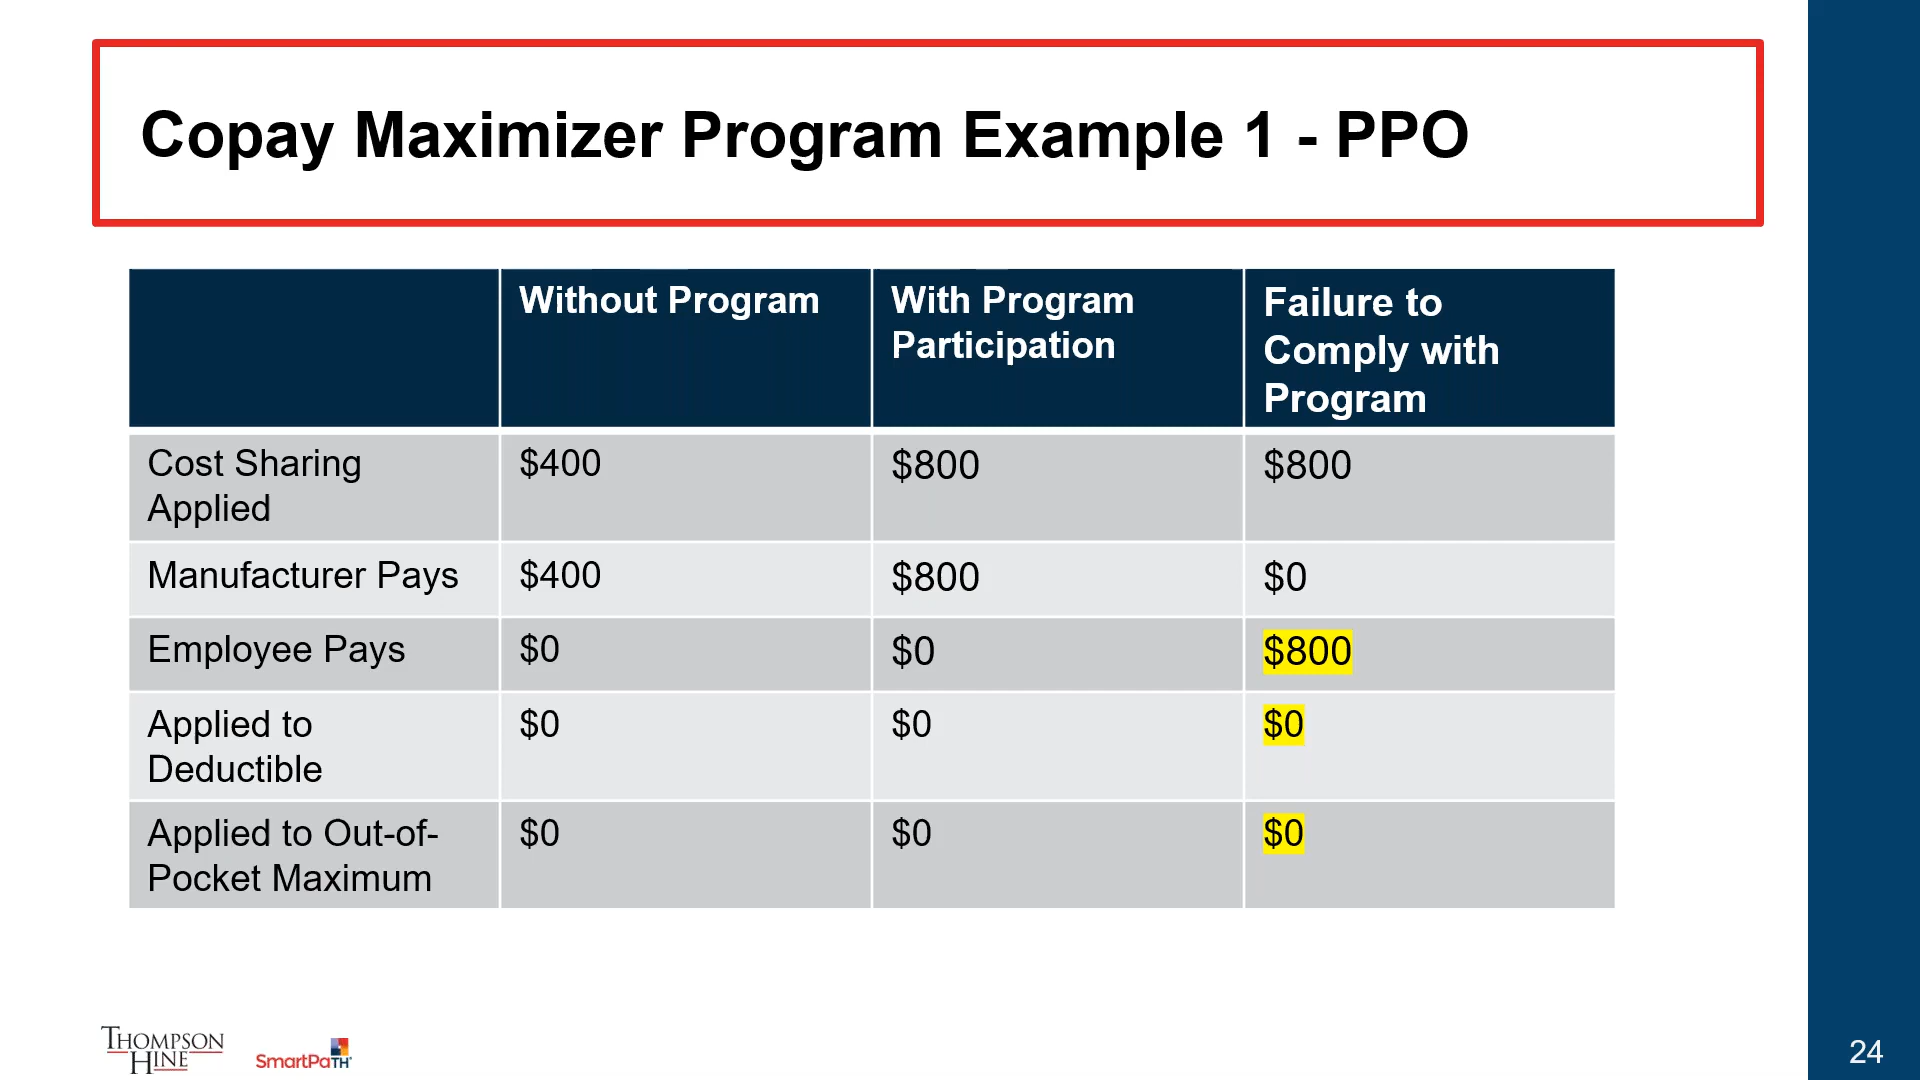 Copay Maximizer Program Example 1 - PPO
Without Program
With Program
Participation
Failure to
Comply with
Program
Cost Sharing
Applied
$400
$800
$800
Manufacturer Pays
$400
$800
$0
Employee Pays
$0
$0
$800
Applied to
Deductible
$0
$0
$0
Applied to Out-of-
Pocket Maximum
$0
$0
$0
THOMPSON
HINE
SmartPaTH
24